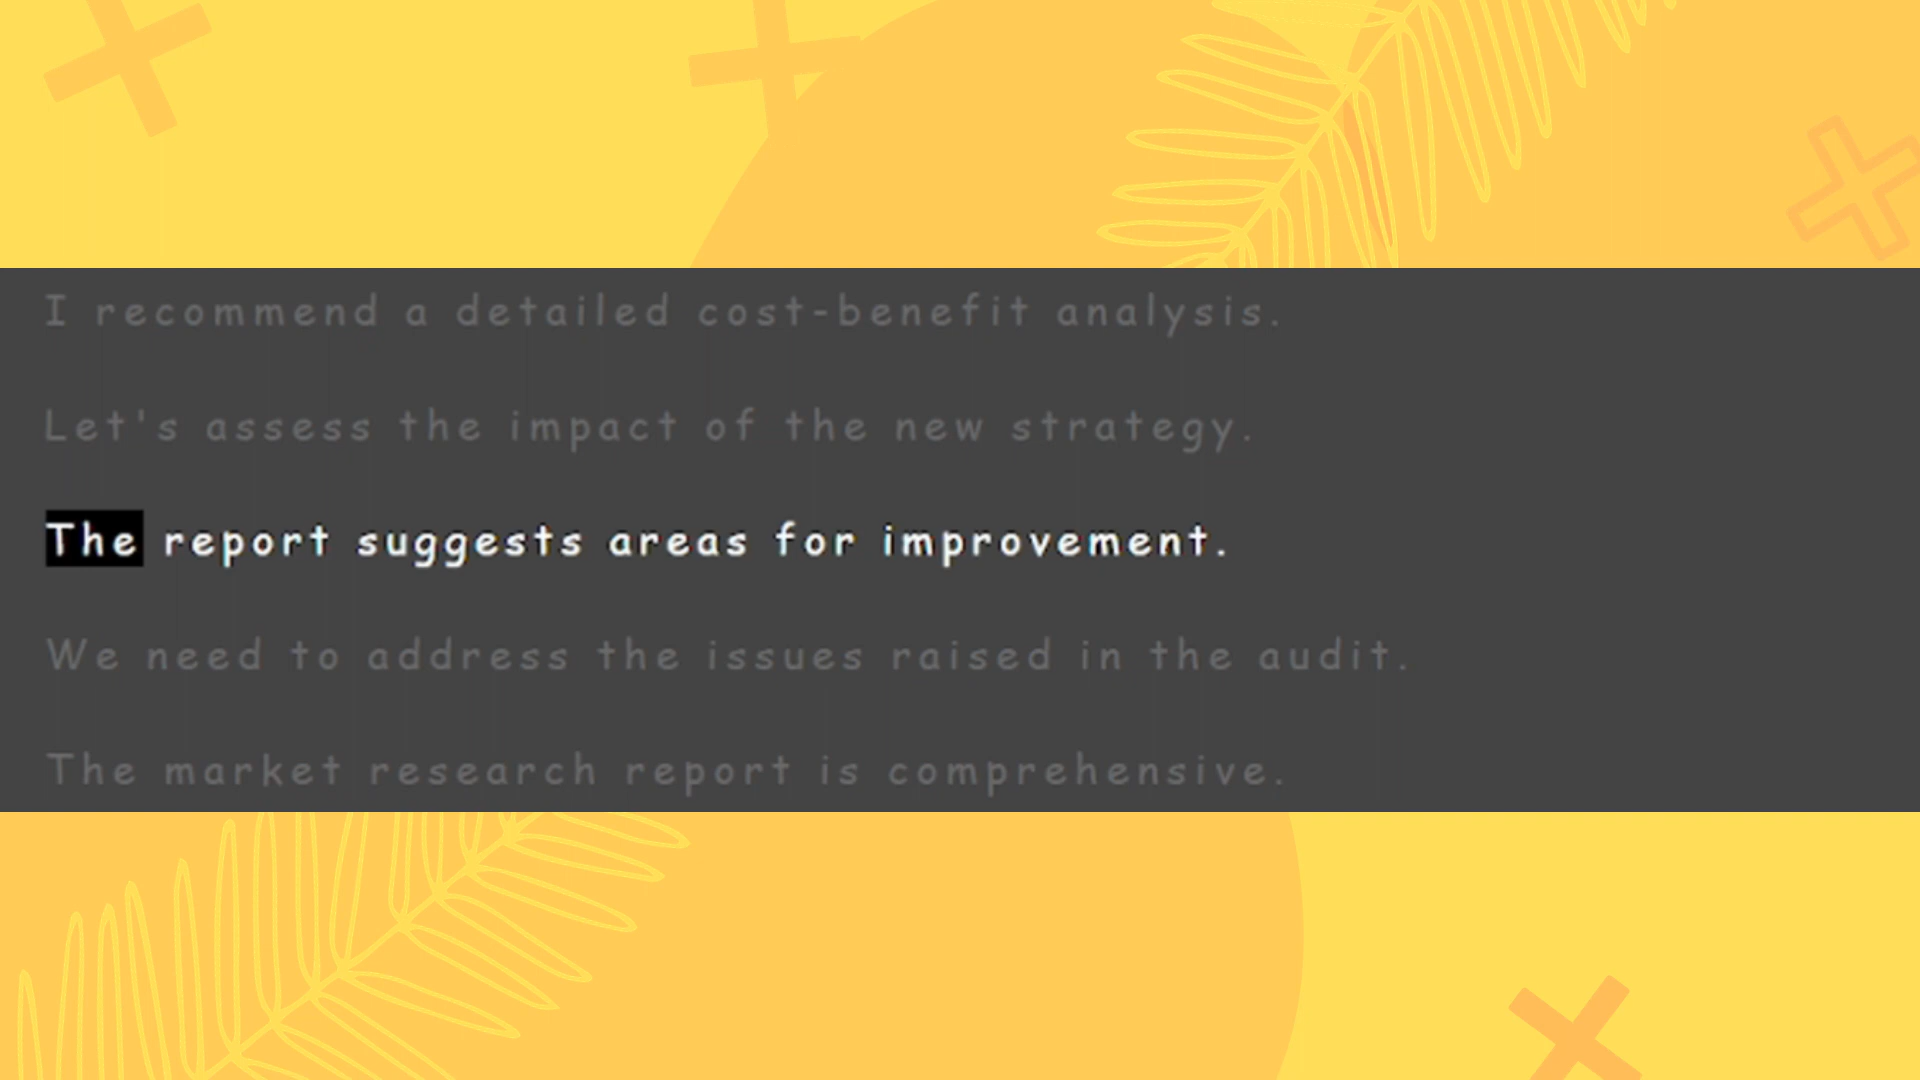 I recommend a detailed cost-benefit analysis.
Let's assess the impact of the new strategy.
The report suggests areas for improvement.
We need to address the issues raised in the audit.
The market research report is comprehensive.